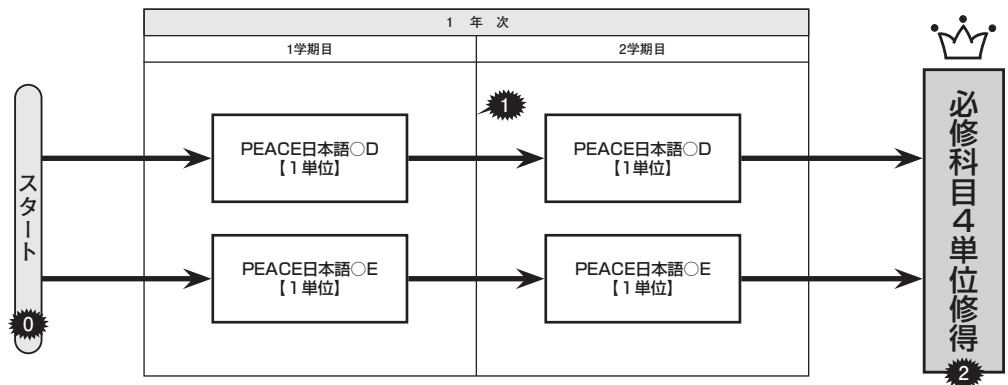 1 年 次
1学期目
2学期目
スタート
0
PEACE日本語○D
【1単位】
1
PEACE日本語○D
【1単位】
PEACE日本語○E
【1単位】
PEACE日本語○E
【1単位】
必修科目4単位修得
2